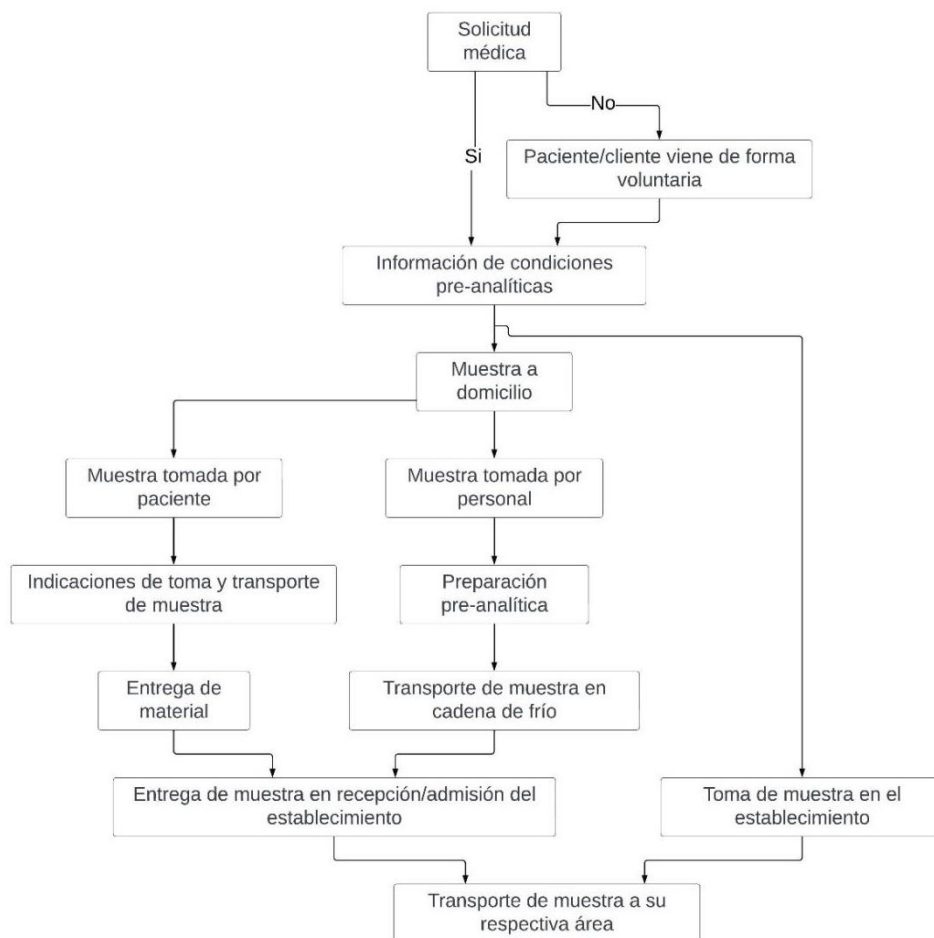 Solicitud
médica
No
Si
Paciente/cliente viene de forma
voluntaria
Información de condiciones
pre-analíticas
Muestra a
domicilio
Muestra tomada por
paciente
Muestra tomada por
personal
Indicaciones de toma y transporte
de muestra
Preparación
pre-analítica
Entrega de
material
Transporte de muestra en
cadena de frío
Entrega de muestra en recepción/admisión del
establecimiento
Toma de muestra en el
establecimiento
Transporte de muestra a su
respectiva área